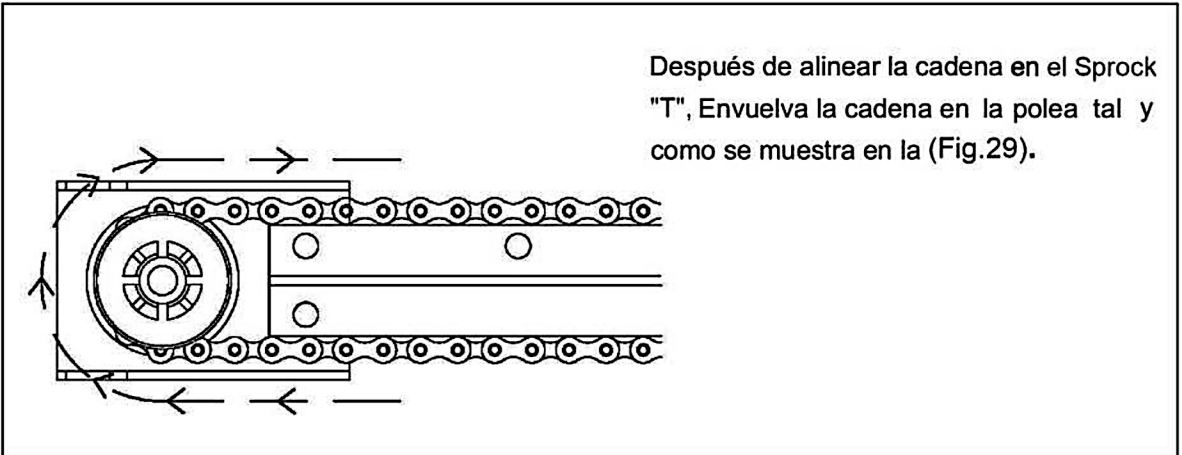 Después de alinear la cadena en el Sprock
"T", Envuelva la cadena en la polea tal y
como se muestra en la (Fig.29).